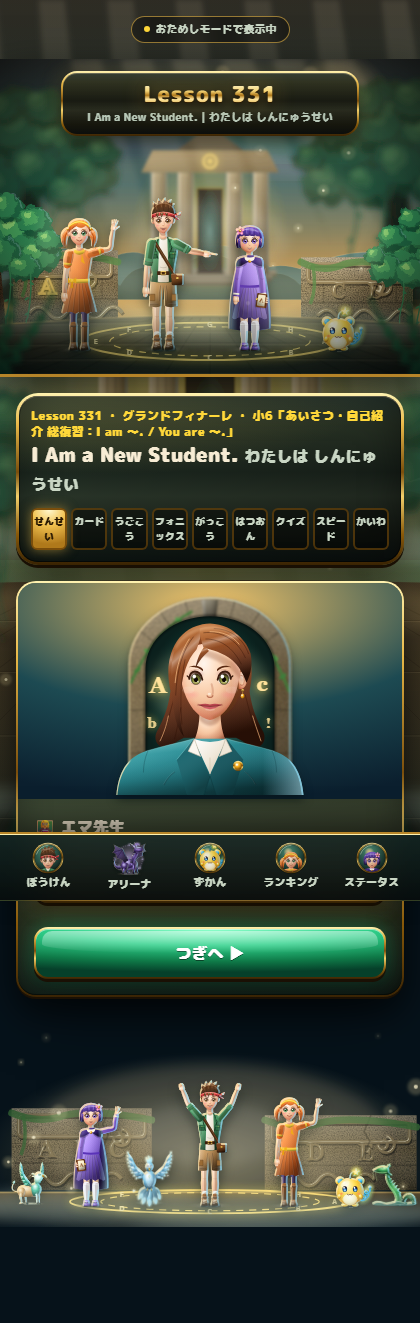 おためしモードで表示中
Lesson 331
I Am a New Student. | わたしは しんにゅうせい
Lesson 331 ・ グランドフィナーレ ・ 小6「あいさつ・自己紹
介 総復習：I am 〜. / You are 〜.」
I Am a New Student. わたしは しんにゅ
うせい
せんせ
い
カード
うごこ
う
フォニ
ックス
がっこ
う
はつお
ん
クイズ
スピー
ド
かいわ
A c
b !
エマ先生
ぼうけん
アリーナ
ずかん
ランキング
ステータス
つぎへ ▶